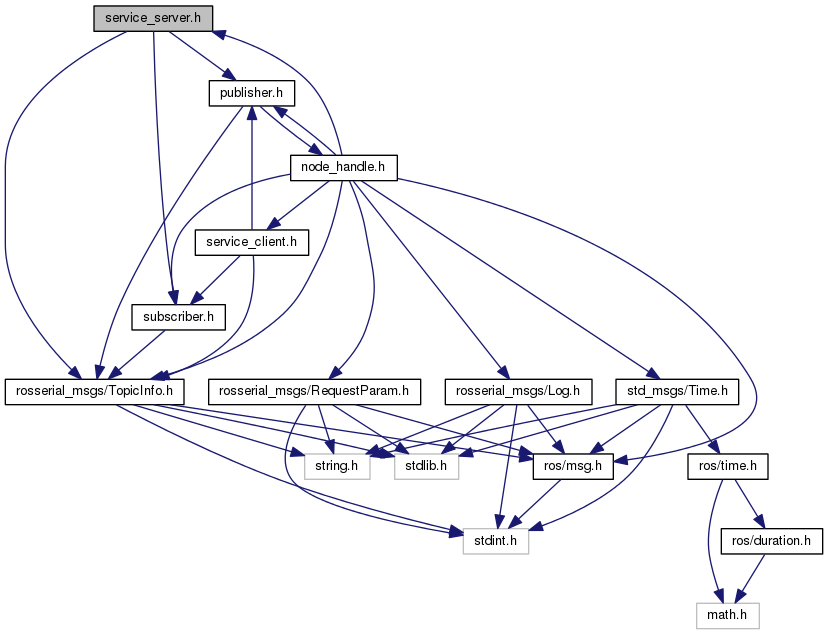 service_server.h
publisher.h
node_handle.h
service_client.h
subscriber.h
rosserial_msgs/TopicInfo.h
rosserial_msgs/RequestParam.h
rosserial_msgs/Log.h
std_msgs/Time.h
string.h
stdlib.h
ros/msg.h
ros/time.h
stdint.h
ros/duration.h
math.h